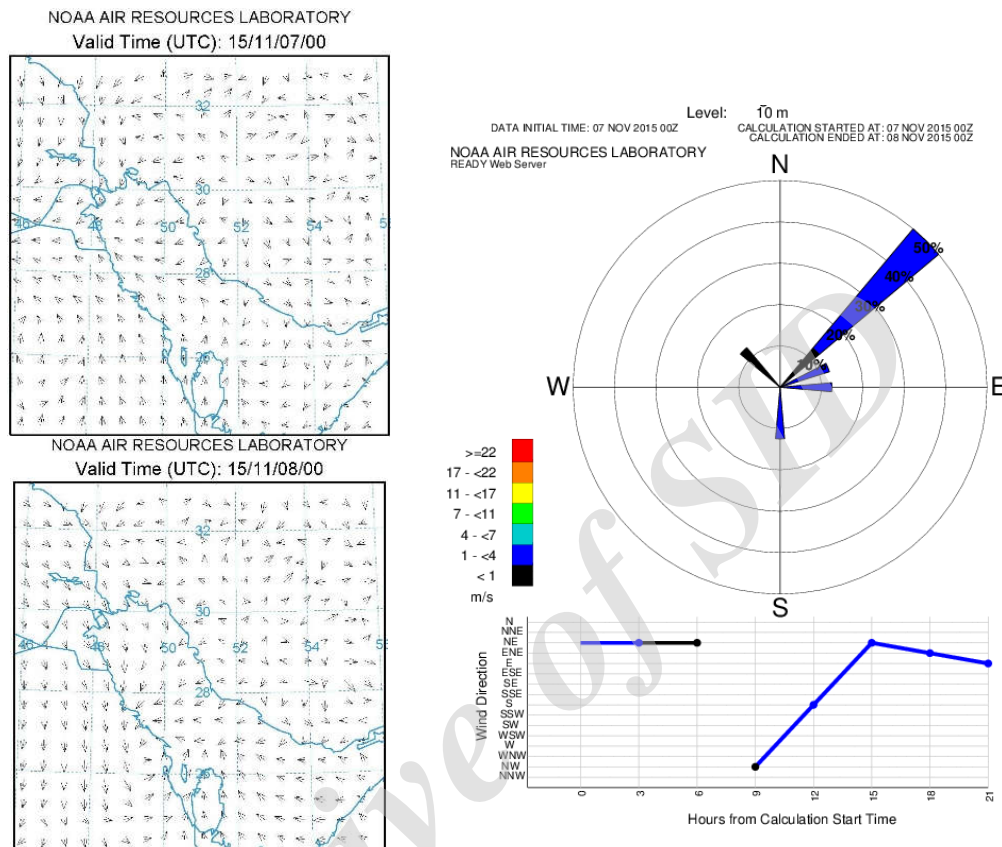 NOAA AIR RESOURCES LABORATORY
Valid Time (UTC): 15/11/07/00
32
30
46 48 50 52 54
28
26
NOAA AIR RESOURCES LABORATORY
Valid Time (UTC): 15/11/08/00
32
30
46 48 50 52
28
26
Level: 10 m
DATA INITIAL TIME: 07 NOV 2015 00Z
CALCULATION STARTED AT: 07 NOV 2015 00Z
CALCULATION ENDED AT: 08 NOV 2015 00Z
NOAA AIR RESOURCES LABORATORY
READY Web Server
N
50%
40%
30%
20%
10%
W
E
S
>=22
17 - <22
11 - <17
7 - <11
4 - <7
1 - <4
< 1
m/s
Wind Direction
N
NNE
NE
ENE
E
ESE
SE
SSE
S
SSW
SW
WSW
W
WNW
NW
NNW
0 3 6 9 12 15 18 21
Hours from Calculation Start Time
ive of SID